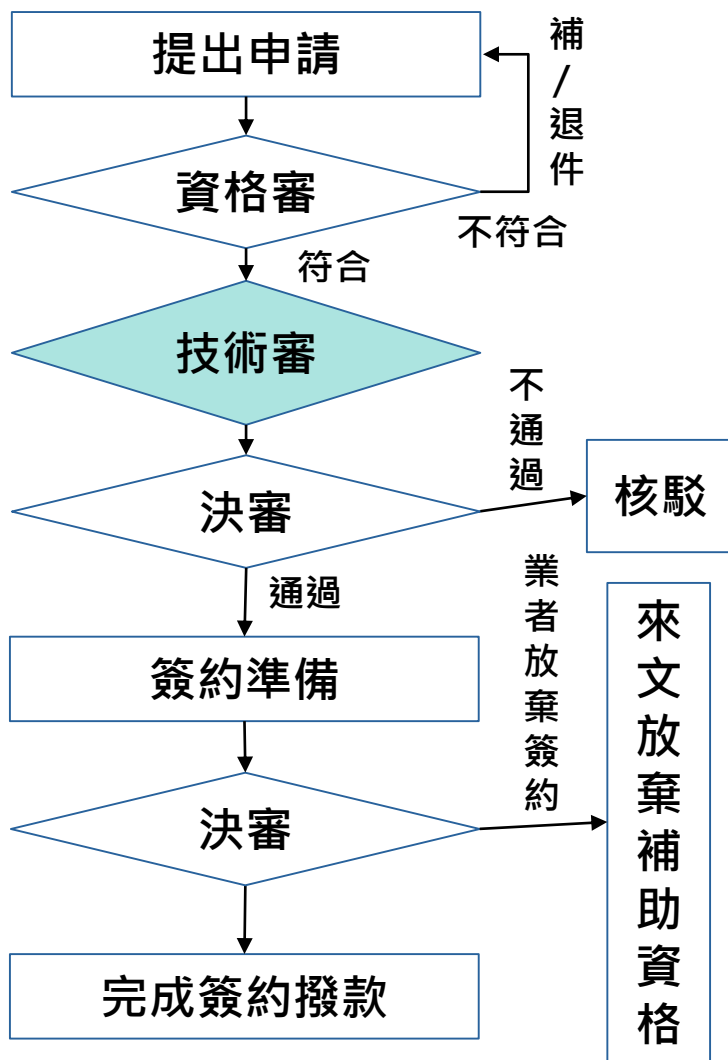 提出申請
補/退件
資格審
不符合
符合
技術審
不通過
決審
核駁
通過
業者放棄簽約
簽約準備
來文放棄補助資格
決審
完成簽約撥款